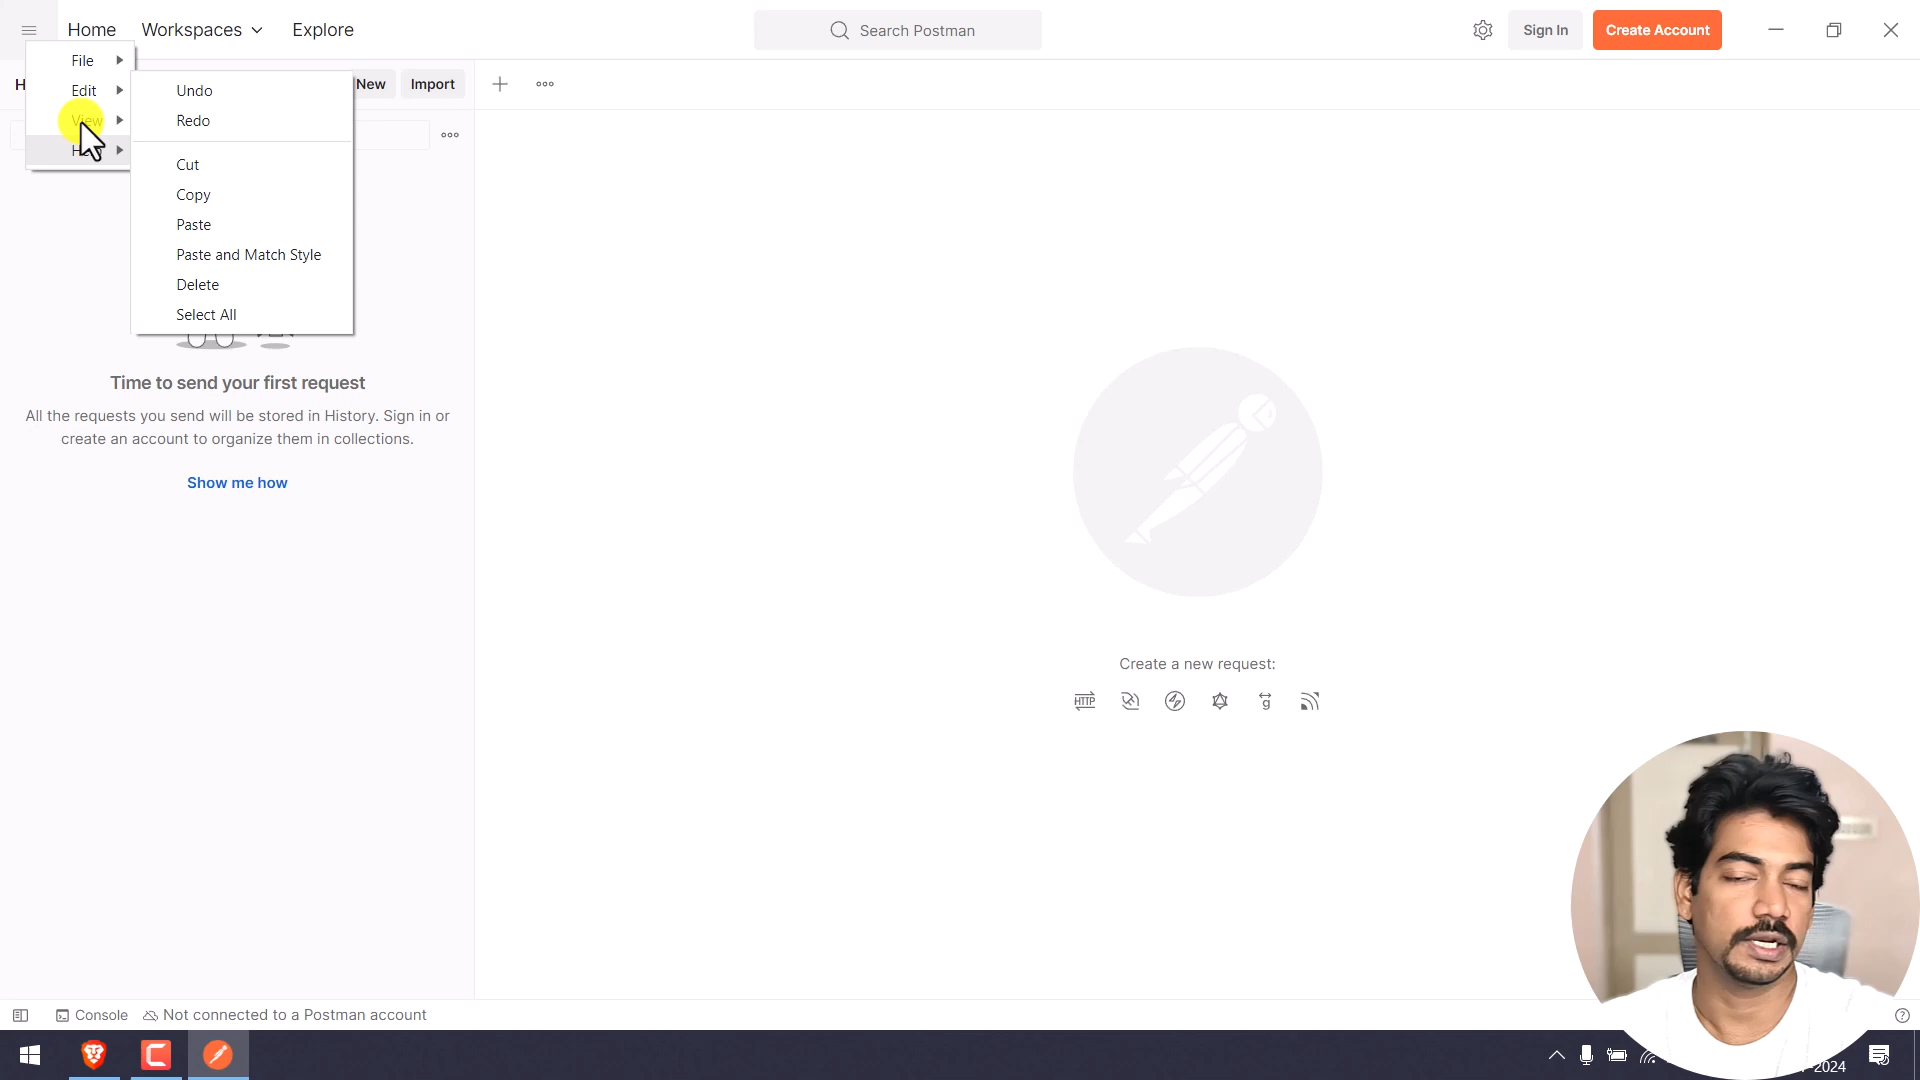 Home
Workspaces
Explore
Search Postman
Sign In
Create Account
File
Edit
View
New
Import
Undo
Redo
Cut
Copy
Paste
Paste and Match Style
Delete
Select All
Time to send your first request
All the requests you send will be stored in History. Sign in or
create an account to organize them in collections.
Show me how
Create a new request:
HTTP
g
Console
Not connected to a Postman account